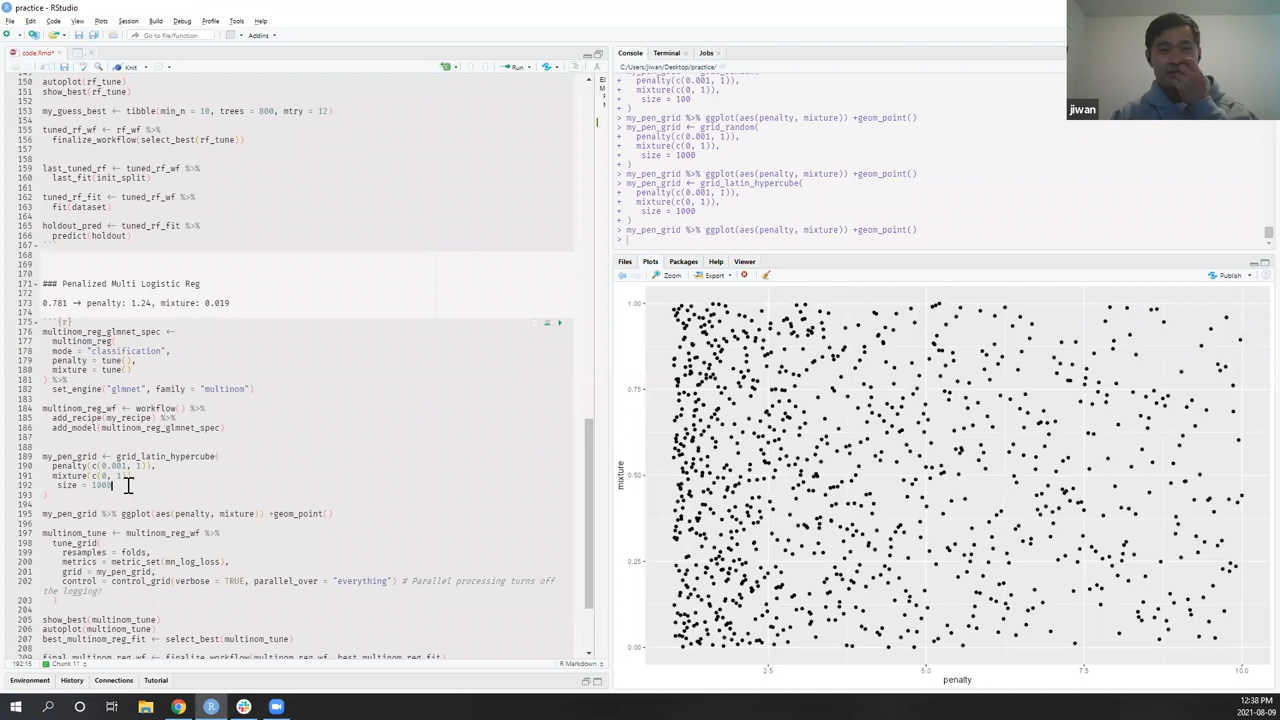 practice - RStudio
File Edit Code View Plots Session Build Debug Profile Tools Help
Go to file/function
Addins
code.Rmd*
Knit
Run
150 autoplot(rf_tune)
151 show_best(rf_tune)
152
153 my_guess_best ← tibble(min_n = 10, trees = 800, mtry = 12)
154
155 tuned_rf_wf ← rf_wf %>%
156 finalize_workflow(select_best(rf_tune))
157
158
159 last_tuned_rf ← tuned_rf_wf %>%
160 last_fit(init_split)
161
162 tuned_rf_fit ← tuned_rf_wf %>%
163 fit(dataset)
164
165 holdout_pred ← tuned_rf_fit %>%
166 predict(holdout)
167 ```
168
169
170
171 ### Penalized Multi Logistic Reg
172
173 0.781 → penalty: 1.24, mixture: 0.019
174
175 ```{r}
176 multinom_reg_glmnet_spec ←
177 multinom_reg(
178 mode = "classification",
179 penalty = tune(),
180 mixture = tune()
181 ) %>%
182 set_engine("glmnet", family = "multinom")
183
184 multinom_reg_wf ← workflow() %>%
185 add_recipe(my_recipe) %>%
186 add_model(multinom_reg_glmnet_spec)
187
188
189 my_pen_grid ← grid_latin_hypercube(
190 penalty(c(0.001, 1)),
191 mixture(c(0, 1)),
192 size = 1000
193 )
194
195 my_pen_grid %>% ggplot(aes(penalty, mixture)) +geom_point()
196
197 multinom_tune ← multinom_reg_wf %>%
198 tune_grid(
199 resamples = folds,
200 metrics = metric_set(mn_log_loss),
201 grid = my_pen_grid,
202 control = control_grid(verbose = TRUE, parallel_over = "everything") # Parallel processing turns off
the logging!
203 )
204
205 show_best(multinom_tune)
206 autoplot(multinom_tune)
207 best_multinom_reg_fit ← select_best(multinom_tune)
208
209 final_multinom_reg_wf ← finalize_workflow(multinom_reg_wf, best_multinom_reg_fit)
192:15 Chunk 11 R Markdown
Environment History Connections Tutorial
Console Terminal Jobs
C:/Users/jiwan/Desktop/practice/
+ penalty(c(0.001, 1)),
+ mixture(c(0, 1)),
+ size = 100
+ )
> my_pen_grid %>% ggplot(aes(penalty, mixture)) +geom_point()
> my_pen_grid ← grid_random(
+ penalty(c(0.001, 1)),
+ mixture(c(0, 1)),
+ size = 1000
+ )
> my_pen_grid %>% ggplot(aes(penalty, mixture)) +geom_point()
> my_pen_grid ← grid_latin_hypercube(
+ penalty(c(0.001, 1)),
+ mixture(c(0, 1)),
+ size = 1000
+ )
> my_pen_grid %>% ggplot(aes(penalty, mixture)) +geom_point()
>
Files Plots Packages Help Viewer
Zoom Export Publish
1.00
0.75
0.50
0.25
0.00
mixture
2.5 5.0 7.5 10.0
penalty
jiwan
12:38 PM
2021-08-09